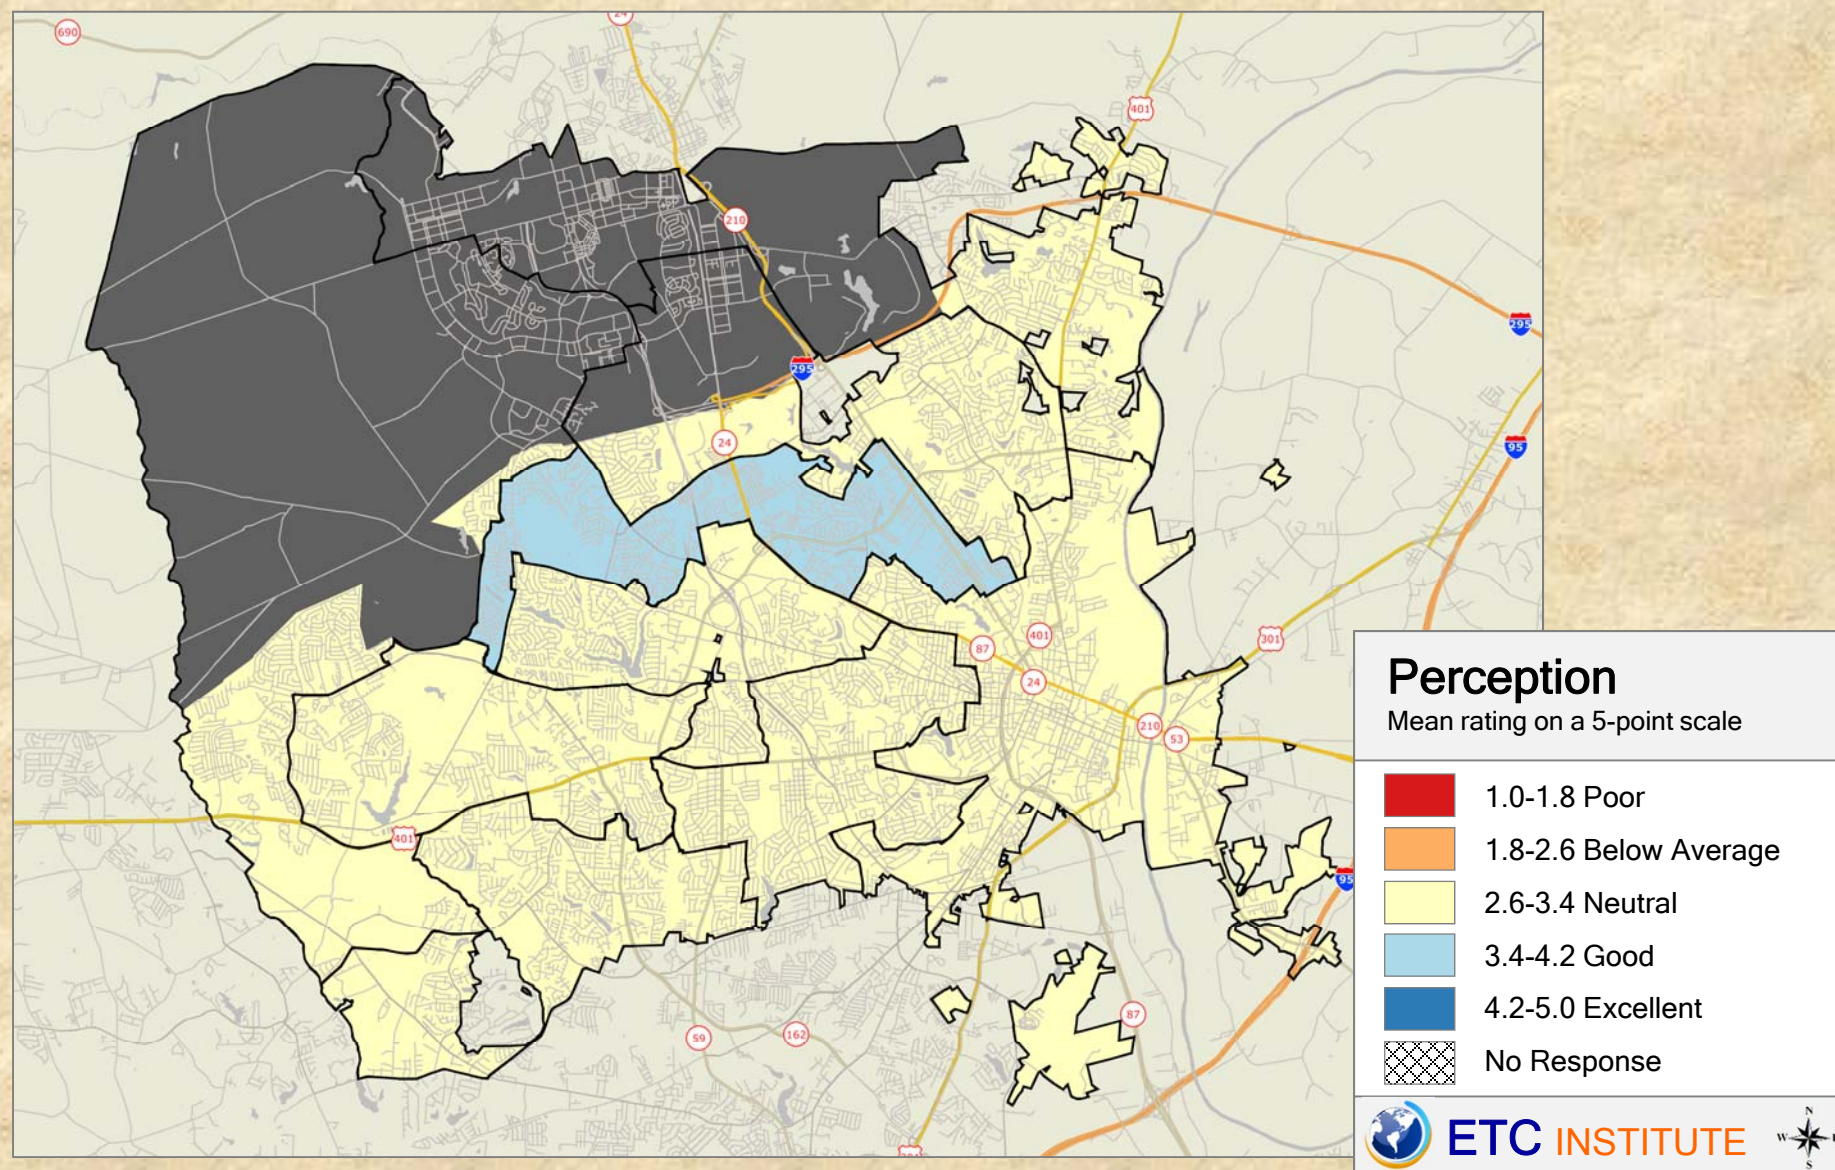 690
24
401
210
295
295
24
95
401
301
87
24
210
53
401
95
87
59
162
Perception
Mean rating on a 5-point scale
1.0-1.8 Poor
1.8-2.6 Below Average
2.6-3.4 Neutral
3.4-4.2 Good
4.2-5.0 Excellent
No Response
ETC INSTITUTE
N
W
S